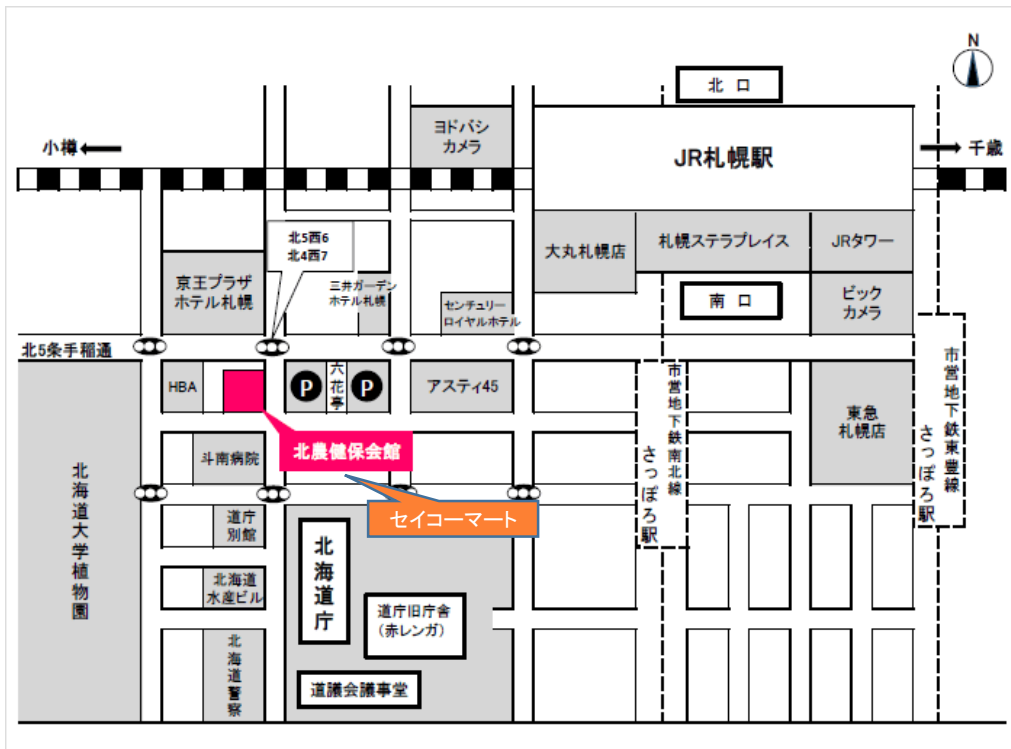 N
北 口
ヨドバシ
カメラ
小樽
JR札幌駅
千歳
北5西6
北4西7
大丸札幌店
札幌ステラプレイス
JRタワー
京王プラザ
ホテル札幌
三井ガーデン
ホテル札幌
センチュリー
ロイヤルホテル
南 口
ビック
カメラ
北5条手稲通
HBA
P
六花亭
P
アスティ45
市営地下鉄南北線
さっぽろ駅
東急
札幌店
市営地下鉄東豊線
さっぽろ駅
北農健保会館
斗南病院
北海道大学植物園
セイコーマート
道庁
別館
北海道庁
北海道
水産ビル
道庁旧庁舎
(赤レンガ)
北海道警察
道議会議事堂